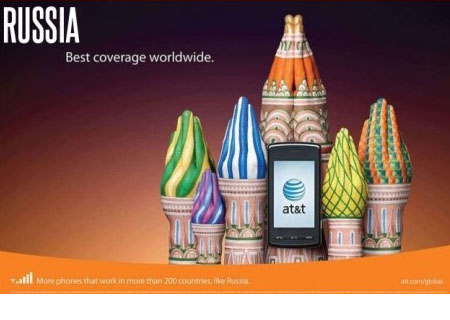 RUSSIA
Best coverage worldwide.
at&t
More phones that work in more than 200 countries, like Russia.
att.com/global